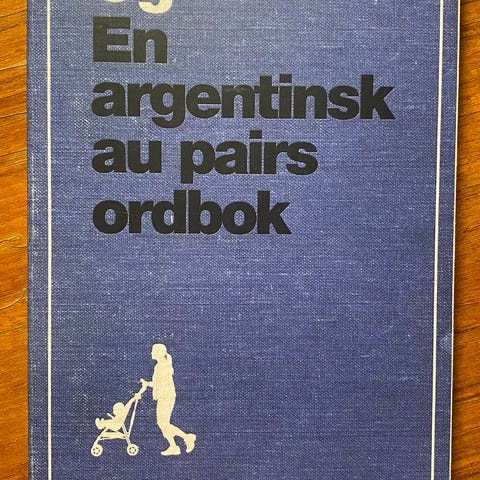 En
argentinsk
au pairs
ordbok